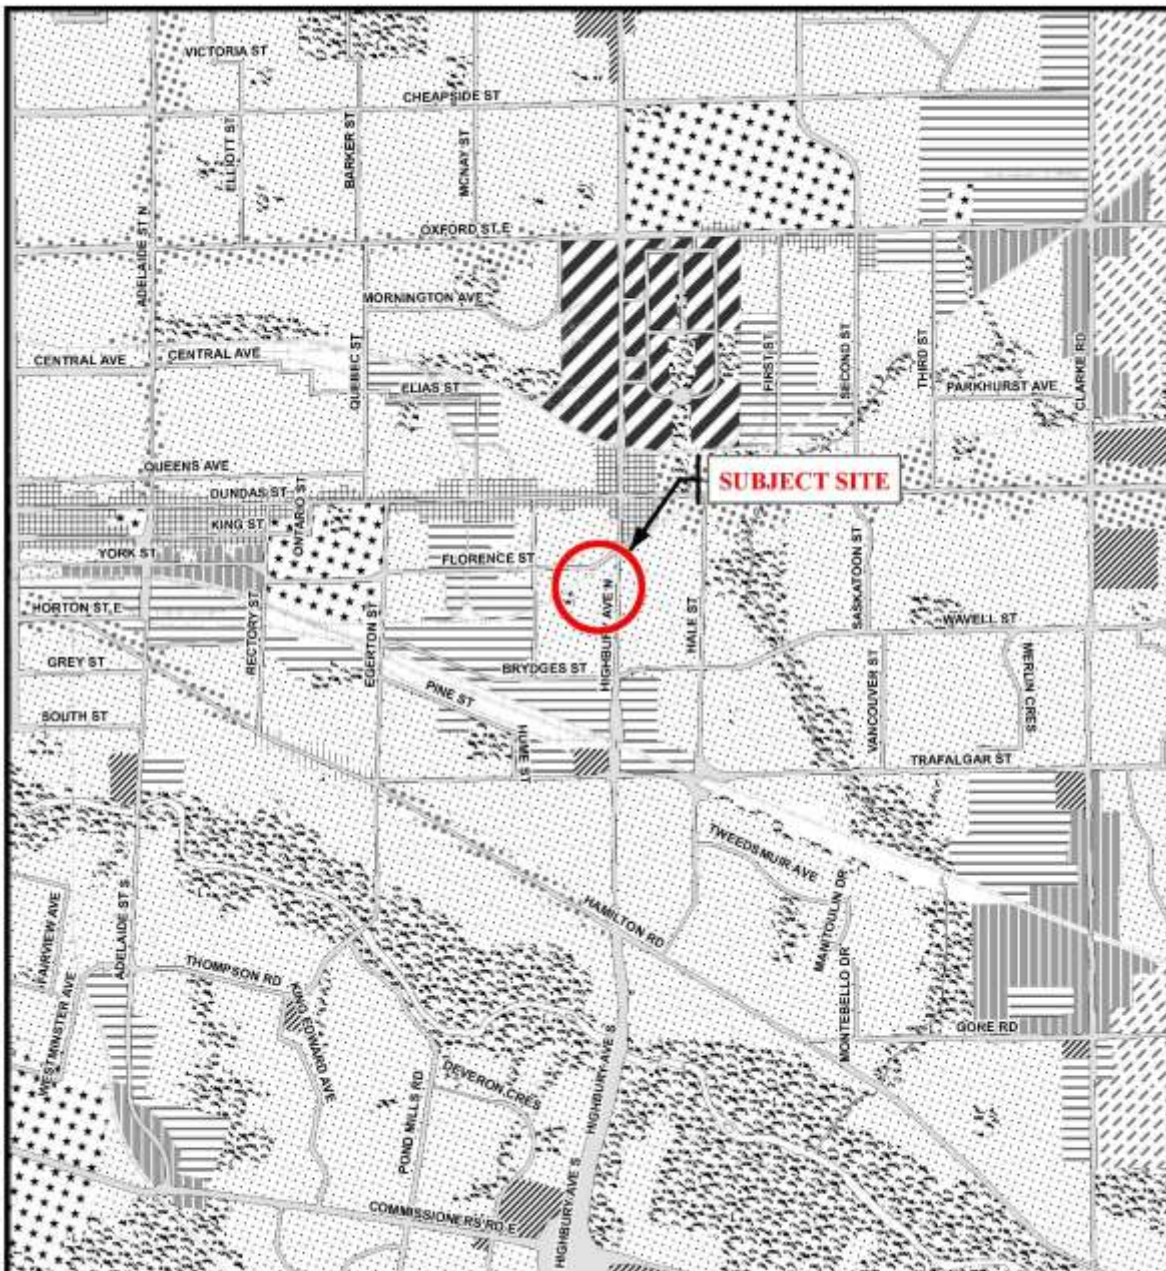 VICTORIA ST
CHEAPSIDE ST
ELLIOTT ST
BARKER ST
MCNAY ST
ADELAIDE ST N
OXFORD ST E
MORNINGTON AVE
CENTRAL AVE
CENTRAL AVE
QUEBEC ST
ELIAS ST
FIRST ST
SECOND ST
THIRD ST
PARKHURST AVE
CLARKE RD
QUEENS AVE
DUNDAS ST
SUBJECT SITE
KING ST
ONTARIO ST
YORK ST
FLORENCE ST
HIGHBURY AVE N
HALE ST
SASKATOON ST
WAVELL ST
HORTON ST E
RECTORY ST
EGERTON ST
GREY ST
BRYDGES ST
VANCOUVER ST
MERLIN CRES
PINE ST
SOUTH ST
HUME ST
TRAFALGAR ST
TWEEDSMUIR AVE
MANITOULIN DR
HAMILTON RD
FAIRVIEW AVE
ADELAIDE ST S
THOMPSON RD
WESTMINSTER AVE
KING EDWARD AVE
MONTEBELLO DR
GORE RD
HIGHBURY AVE S
DEVERON CRES
POND MILLS RD
COMMISSIONERS RD E
HIGHBURY AVE S